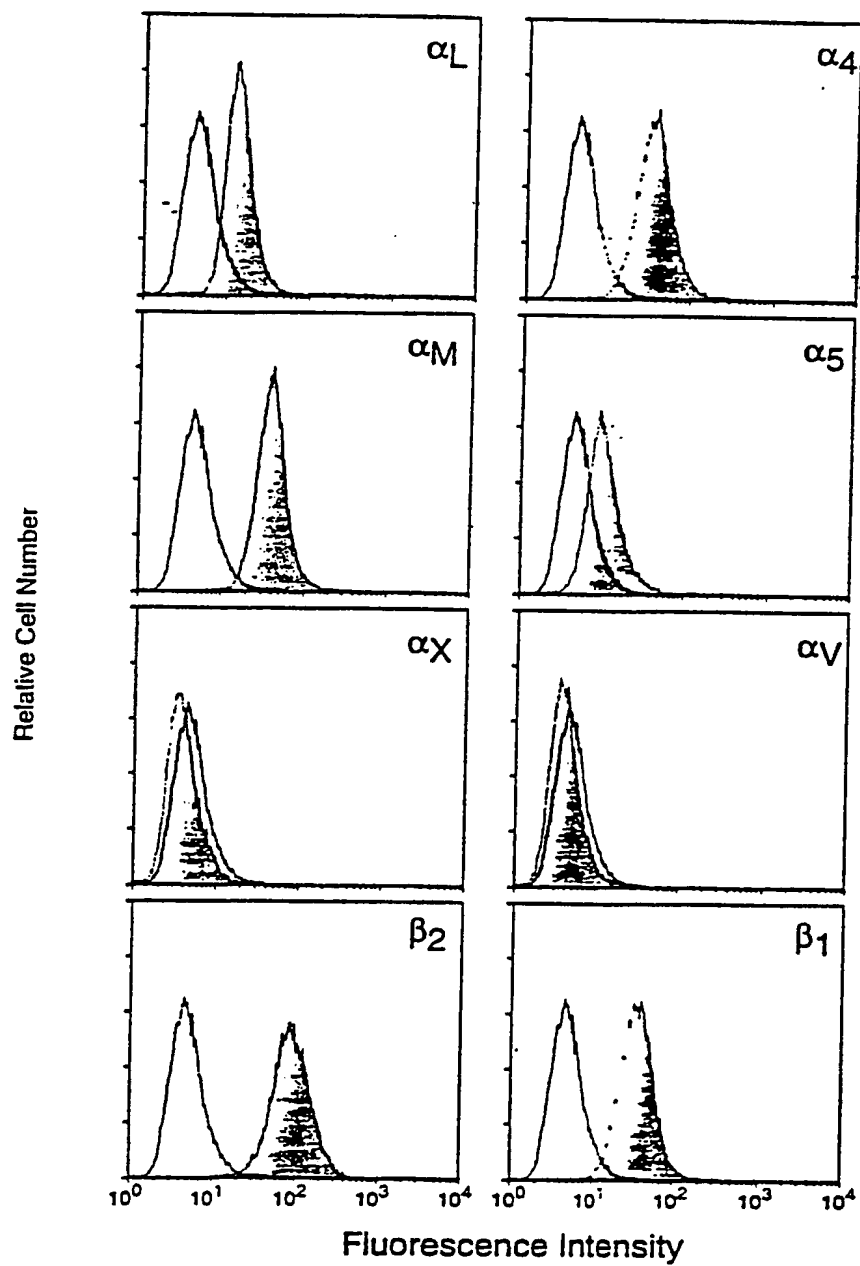 αL
α4
αM
α5
αX
αV
β2
β1
Relative Cell Number
10⁰ 10¹ 10² 10³ 10⁴
10⁰ 10¹ 10² 10³ 10⁴
Fluorescence Intensity